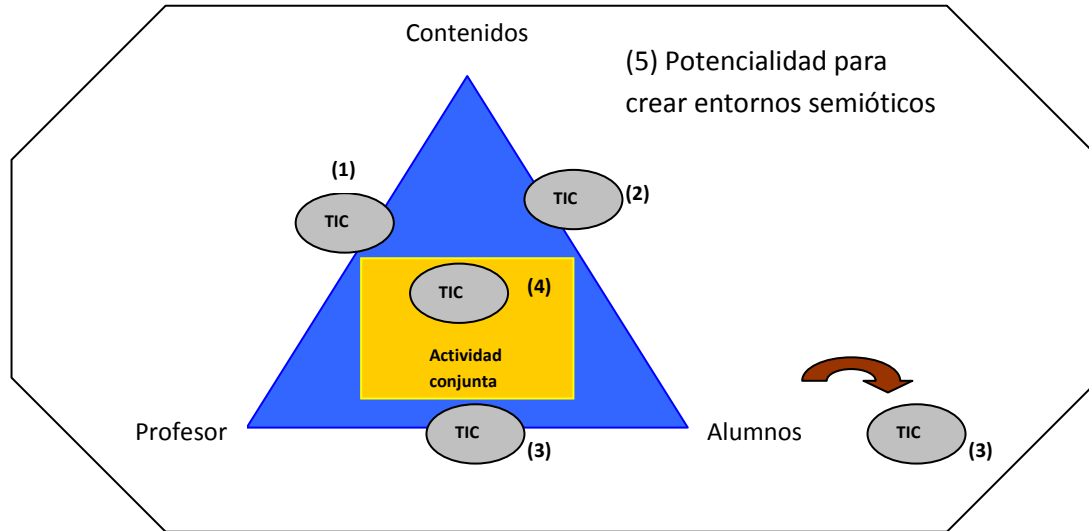 Contenidos
(5) Potencialidad para
crear entornos semióticos
(1)
TIC
TIC
(2)
TIC
(4)
Actividad
conjunta
Profesor
TIC
(3)
Alumnos
TIC
(3)